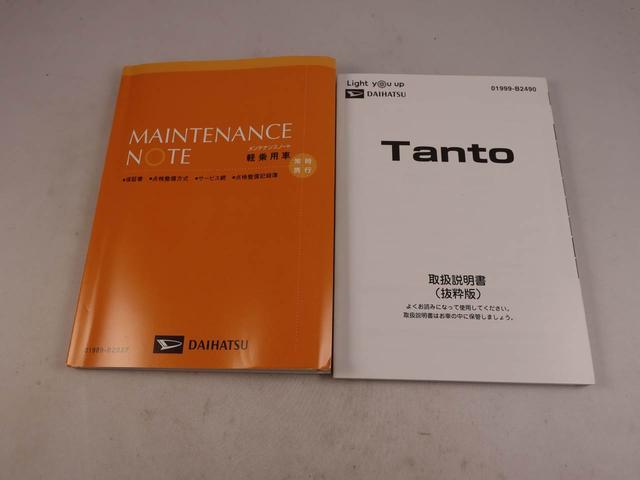 MAINTENANCE
NOTE
メンテナンスノート
軽乗用車
常時
携行
●保証書 ●点検整備方式 ●サービス網 ●点検整備記録簿
DAIHATSU
Light you up
DAIHATSU
01999-B2490
Tanto
取扱説明書
(抜粋版)
よくお読みになって使用してください。
取扱説明書はお車の中に保管しましょう。